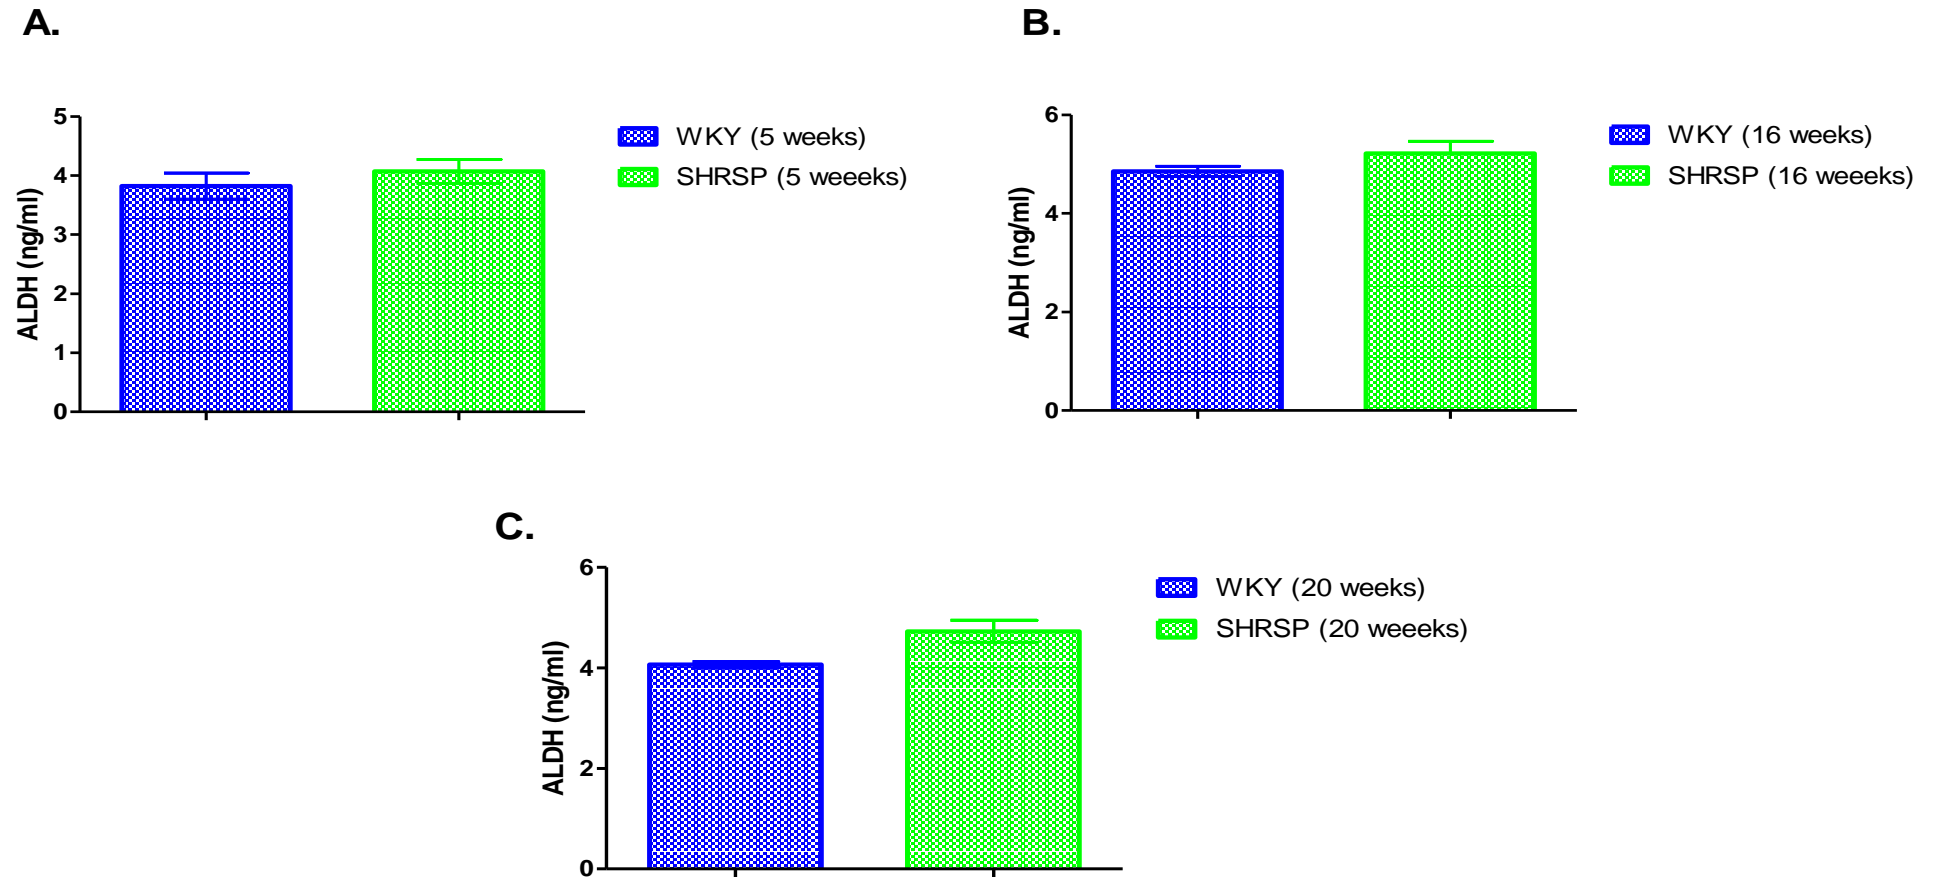 A.
5
4
3
2
1
0
ALDH (ng/ml)
WKY (5 weeks)
SHRSP (5 weeeks)
B.
6
4
2
0
ALDH (ng/ml)
WKY (16 weeks)
SHRSP (16 weeeks)
C.
6
4
2
0
ALDH (ng/ml)
WKY (20 weeks)
SHRSP (20 weeeks)